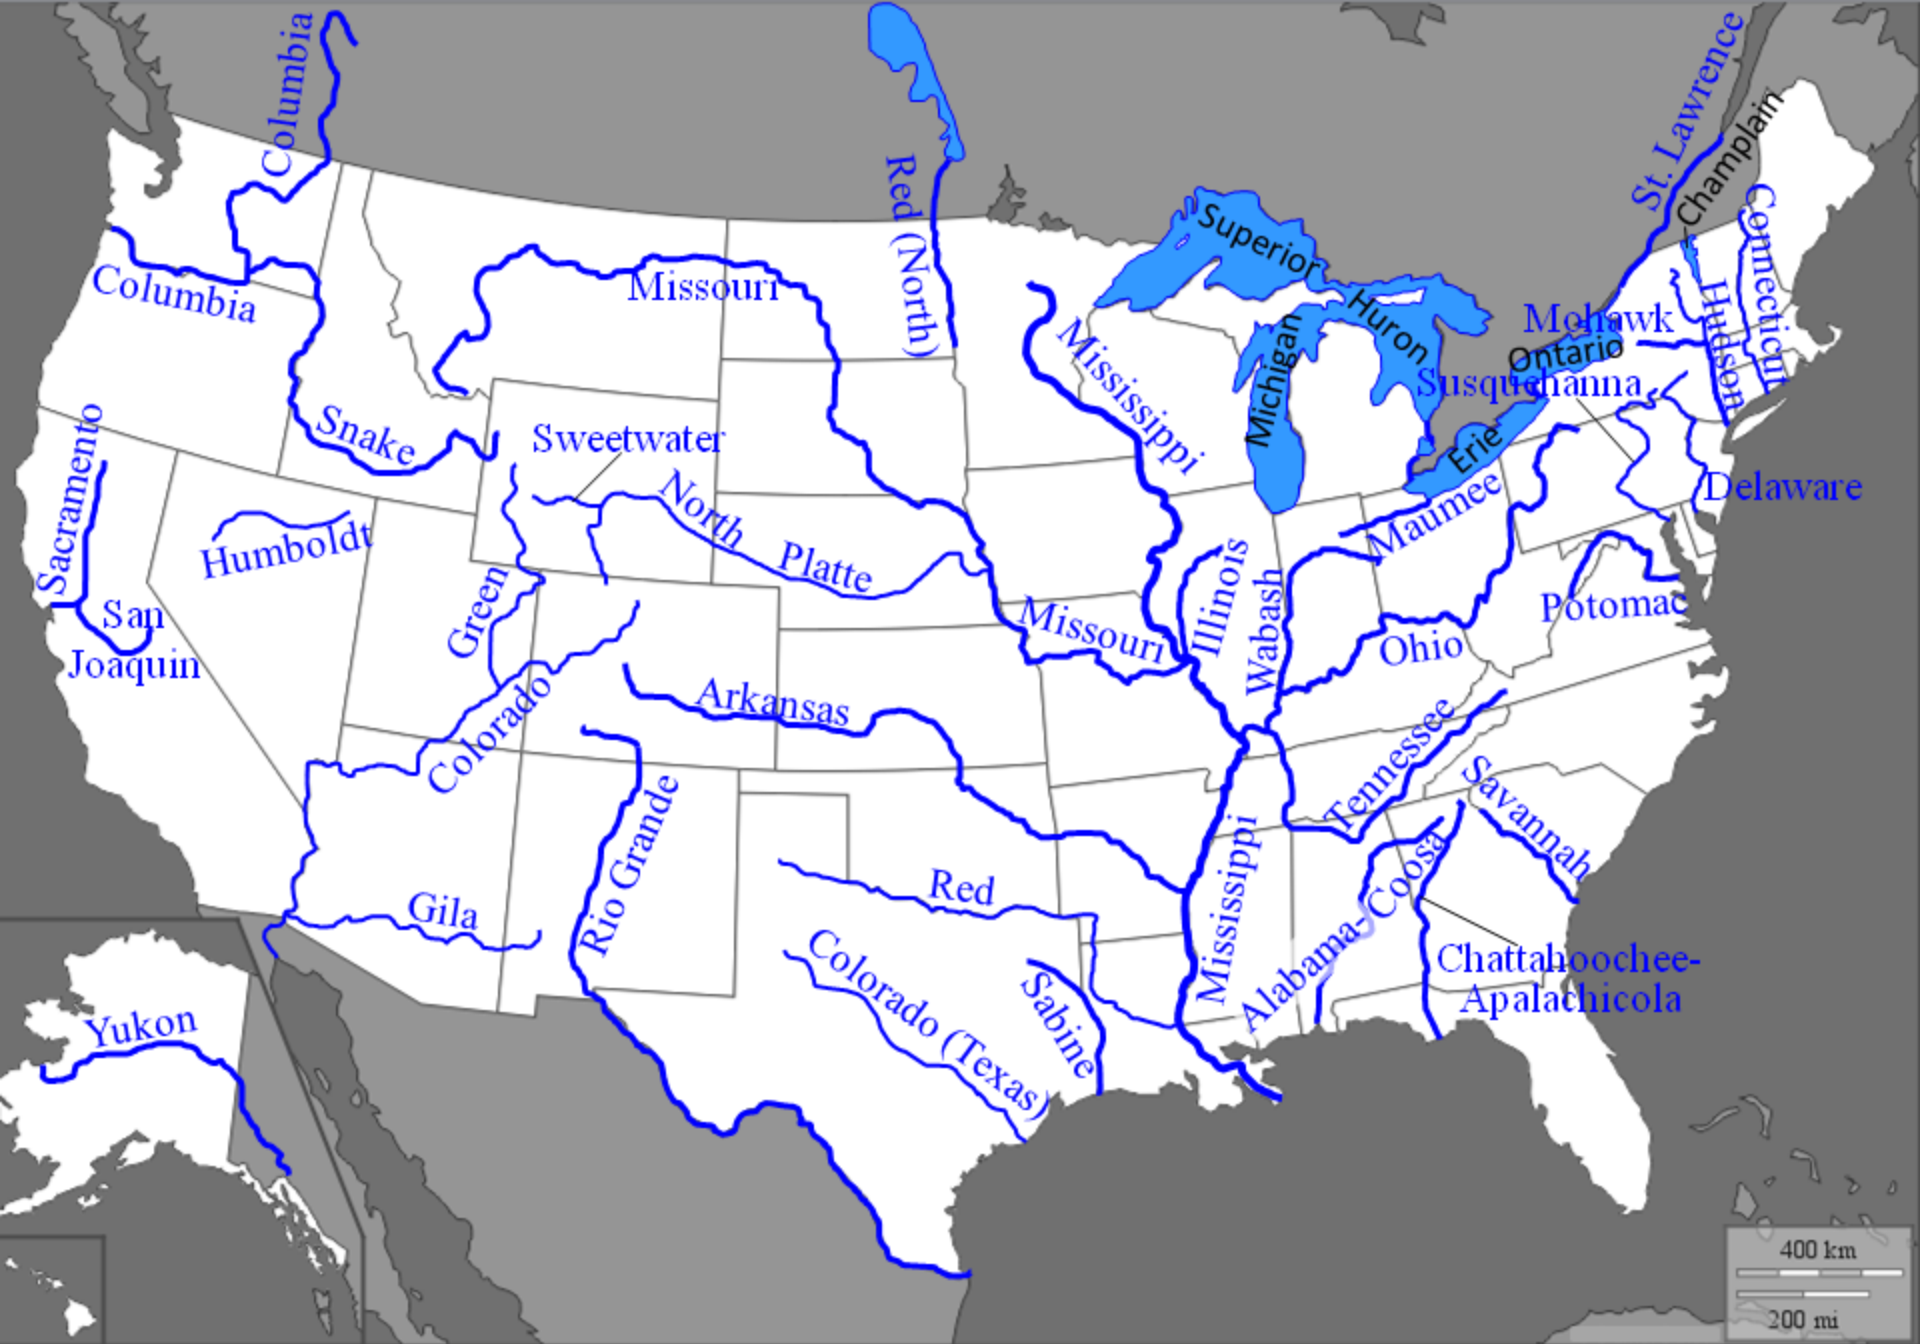 Columbia
St. Lawrence
Champlain
Red (North)
Superior
Connecticut
Columbia
Missouri
Huron
Mohawk
Hudson
Michigan
Mississippi
Ontario
Susquehanna
Snake
Sweetwater
Erie
Sacramento
North
Platte
Maumee
Delaware
Humboldt
Green
Illinois
Wabash
Potomac
San
Joaquin
Missouri
Ohio
Colorado
Arkansas
Tennessee
Savannah
Rio Grande
Mississippi
Red
Gila
Alabama-Coosa
Colorado (Texas)
Sabine
Chattahoochee-
Apalachicola
Yukon
400 km
200 mi